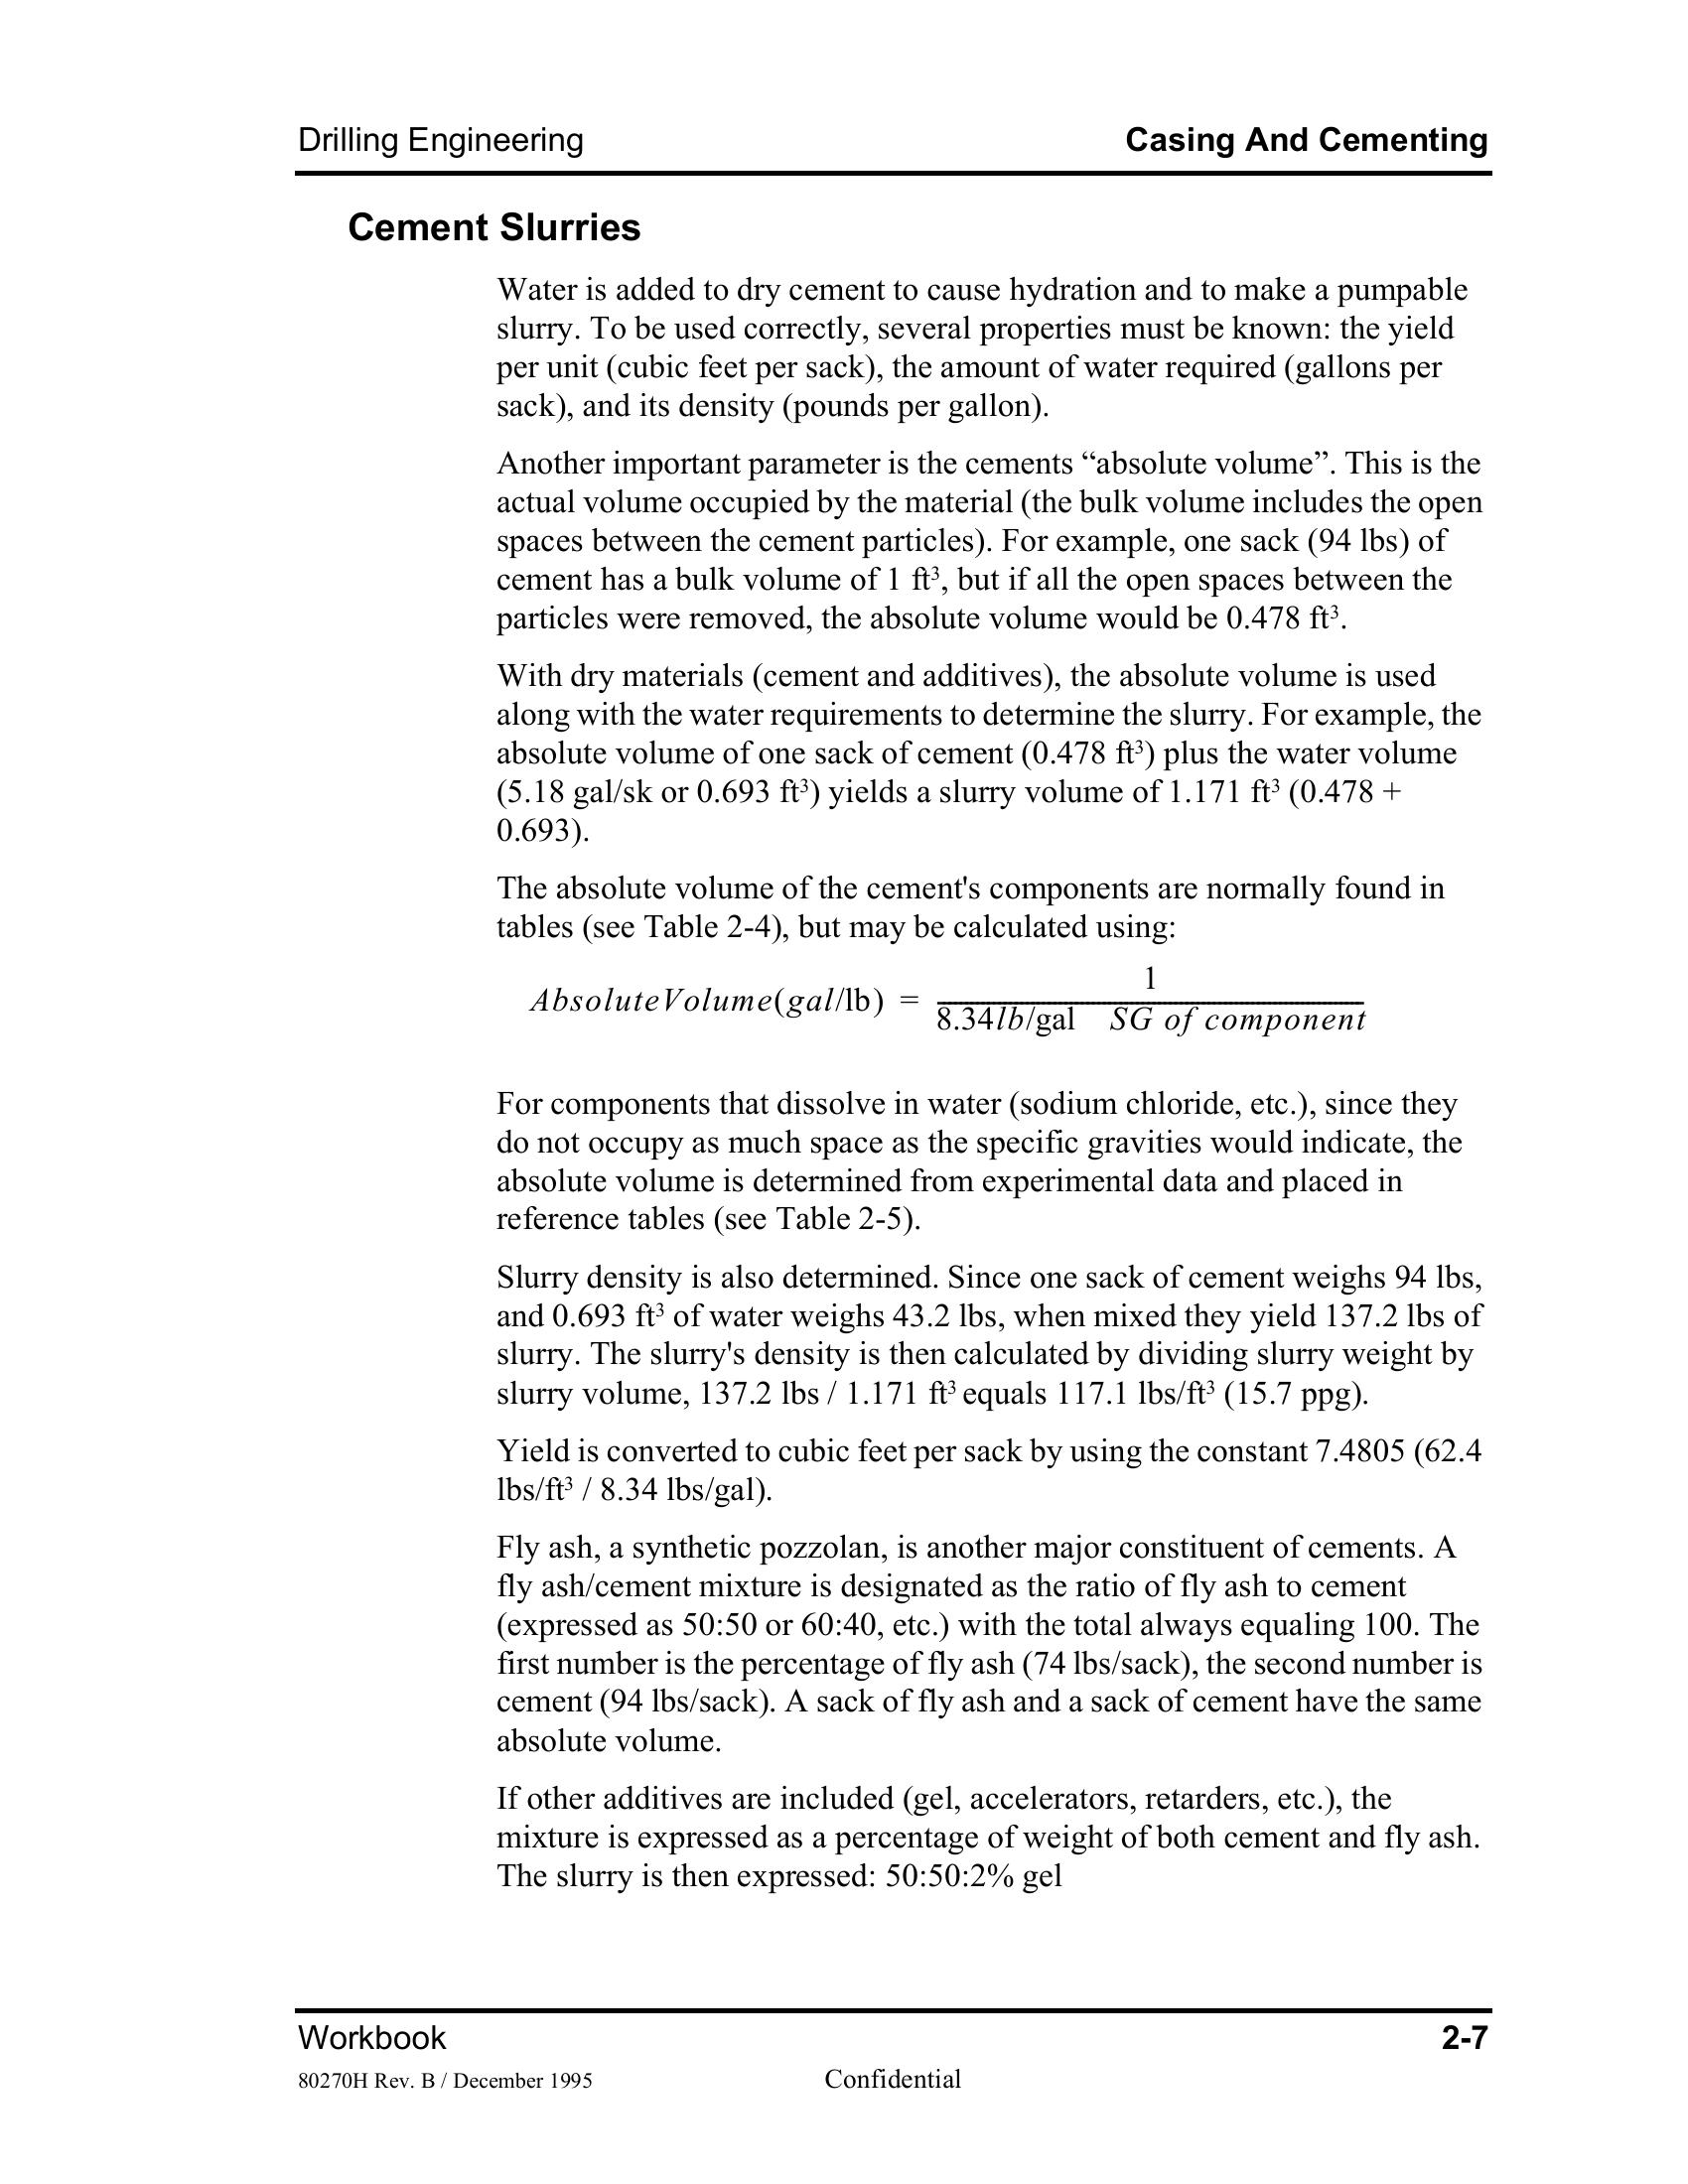 Drilling Engineering Casing And Cementing
Cement Slurries
Water is added to dry cement to cause hydration and to make a pumpable
slurry. To be used correctly, several properties must be known: the yield
per unit (cubic feet per sack), the amount of water required (gallons per
sack), and its density (pounds per gallon).
Another important parameter is the cements “absolute volume”. This is the
actual volume occupied by the material (the bulk volume includes the open
spaces between the cement particles). For example, one sack (94 lbs) of
cement has a bulk volume of 1 ft³, but if all the open spaces between the
particles were removed, the absolute volume would be 0.478 ft³.
With dry materials (cement and additives), the absolute volume is used
along with the water requirements to determine the slurry. For example, the
absolute volume of one sack of cement (0.478 ft³) plus the water volume
(5.18 gal/sk or 0.693 ft³) yields a slurry volume of 1.171 ft³ (0.478 +
0.693).
The absolute volume of the cement's components are normally found in
tables (see Table 2-4), but may be calculated using:
1
AbsoluteVolume(gal/lb) =
8.34lb/gal SG of component
For components that dissolve in water (sodium chloride, etc.), since they
do not occupy as much space as the specific gravities would indicate, the
absolute volume is determined from experimental data and placed in
reference tables (see Table 2-5).
Slurry density is also determined. Since one sack of cement weighs 94 lbs,
and 0.693 ft³ of water weighs 43.2 lbs, when mixed they yield 137.2 lbs of
slurry. The slurry's density is then calculated by dividing slurry weight by
slurry volume, 137.2 lbs / 1.171 ft³ equals 117.1 lbs/ft³ (15.7 ppg).
Yield is converted to cubic feet per sack by using the constant 7.4805 (62.4
lbs/ft³ / 8.34 lbs/gal).
Fly ash, a synthetic pozzolan, is another major constituent of cements. A
fly ash/cement mixture is designated as the ratio of fly ash to cement
(expressed as 50:50 or 60:40, etc.) with the total always equaling 100. The
first number is the percentage of fly ash (74 lbs/sack), the second number is
cement (94 lbs/sack). A sack of fly ash and a sack of cement have the same
absolute volume.
If other additives are included (gel, accelerators, retarders, etc.), the
mixture is expressed as a percentage of weight of both cement and fly ash.
The slurry is then expressed: 50:50:2% gel
Workbook 2-7
80270H Rev. B / December 1995 Confidential